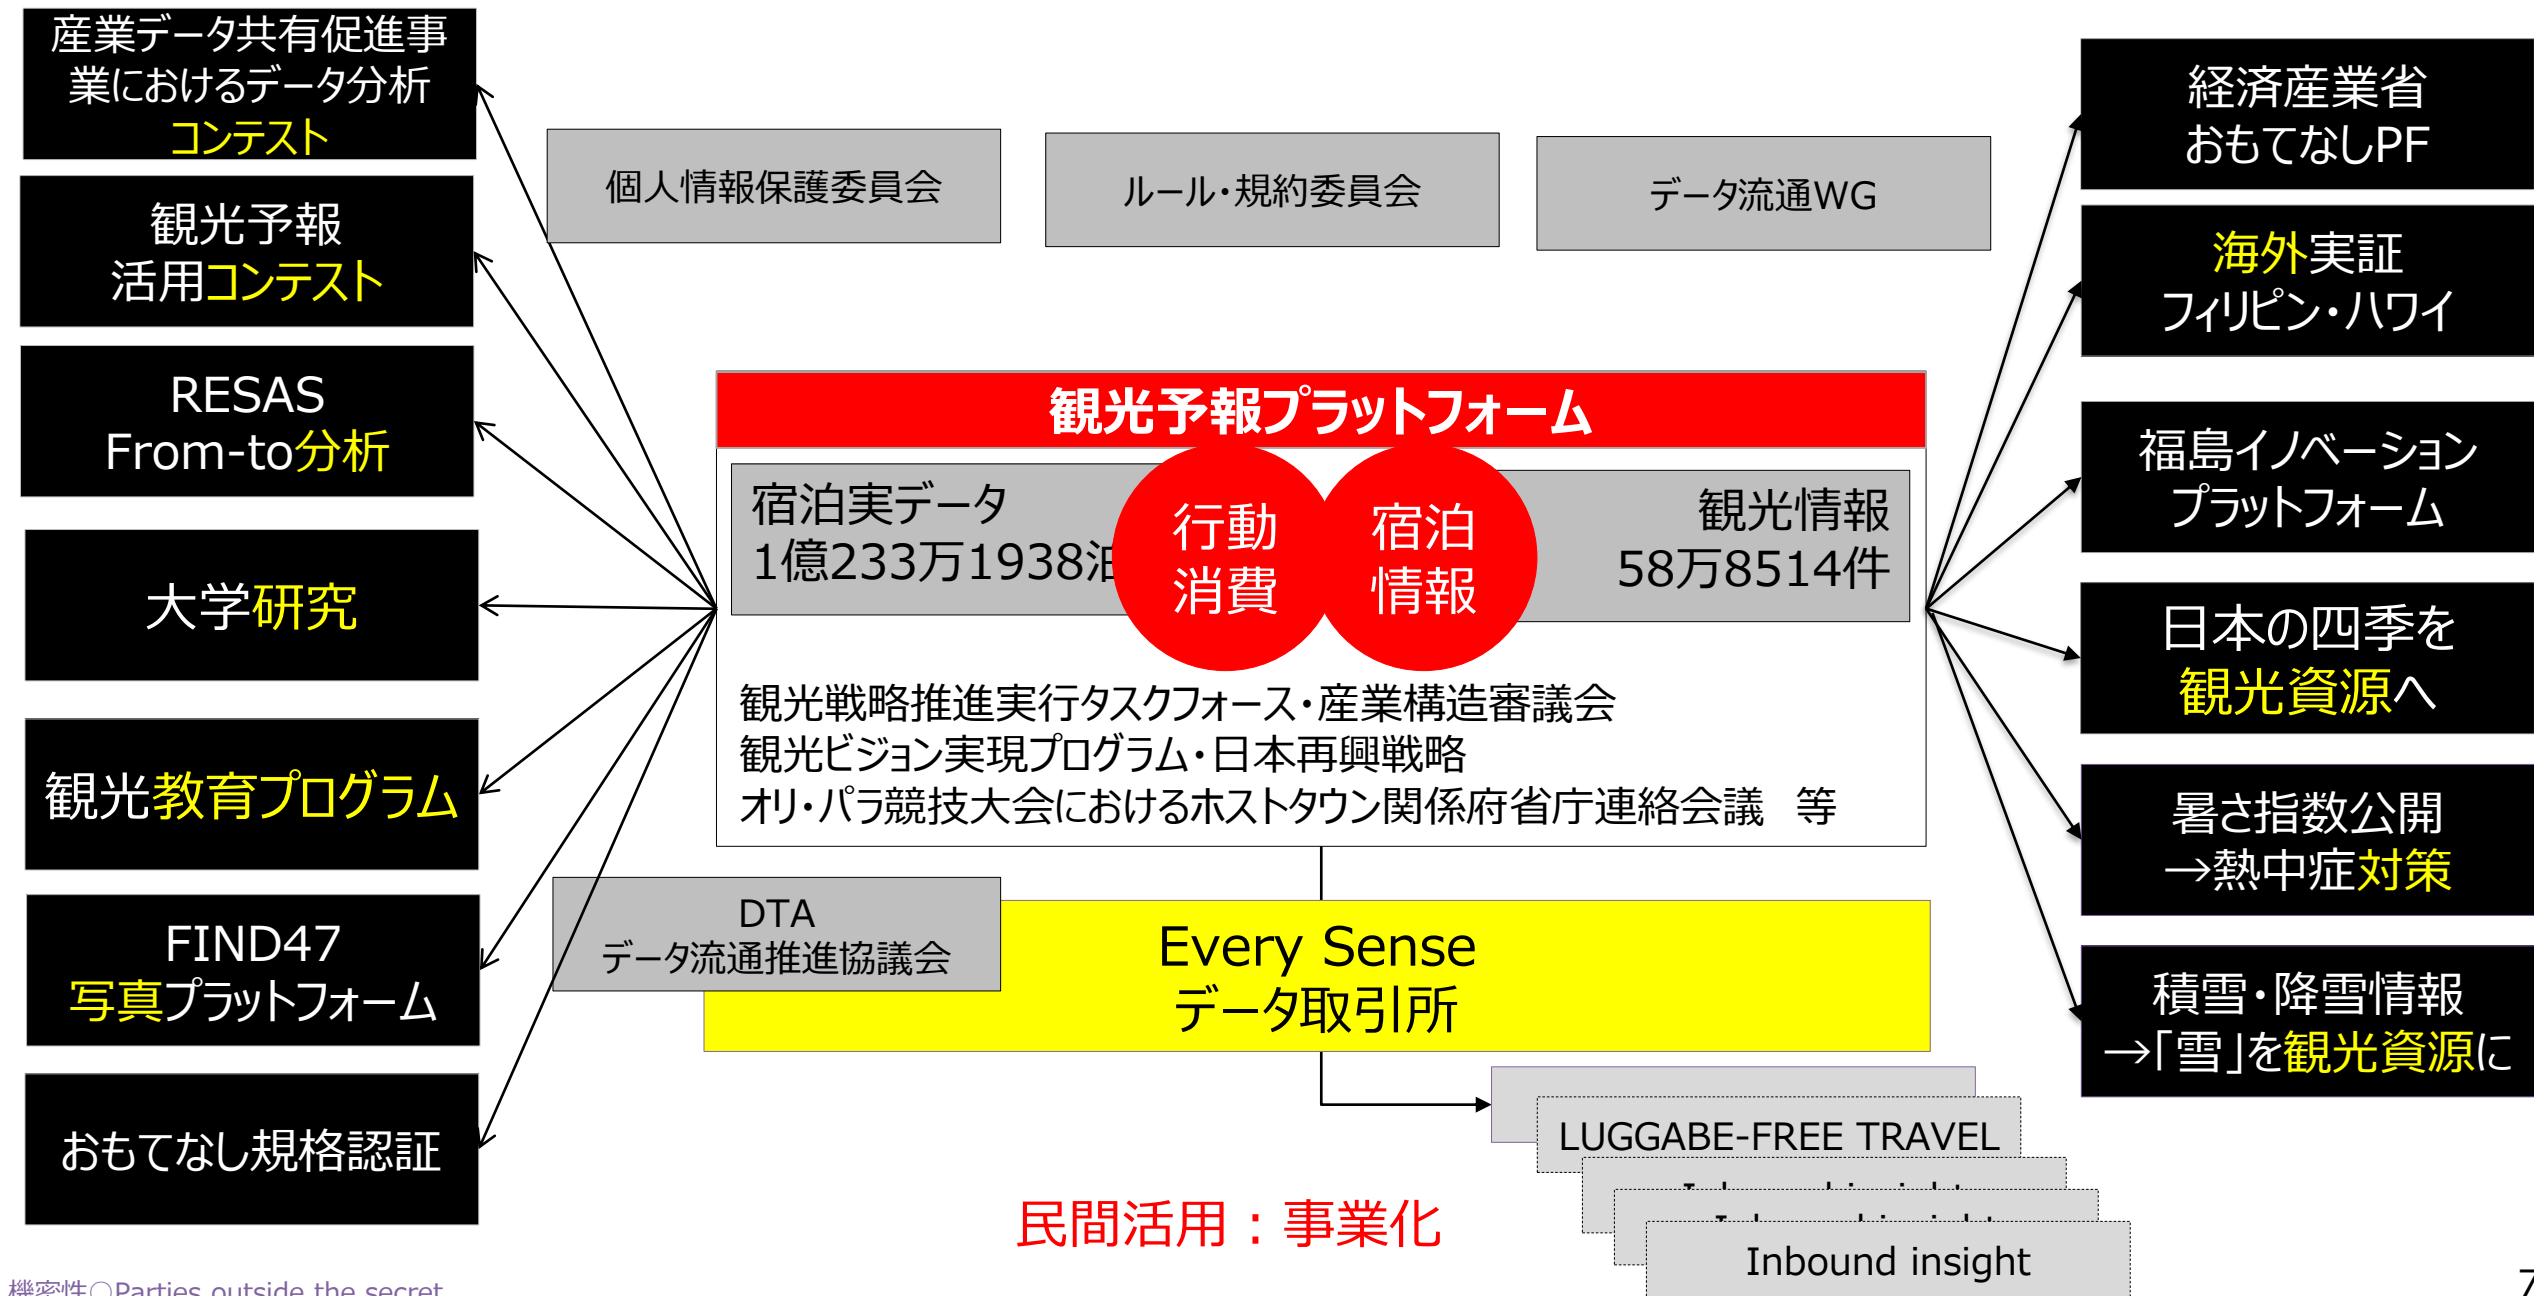 産業データ共有促進事
業におけるデータ分析
コンテスト
観光予報
活用コンテスト
RESAS
From-to分析
大学研究
観光教育プログラム
FIND47
写真プラットフォーム
おもてなし規格認証
個人情報保護委員会
ルール・規約委員会
データ流通WG
観光予報プラットフォーム
宿泊実データ
1億233万1938泊
行動
消費
宿泊
情報
観光情報
58万8514件
観光戦略推進実行タスクフォース・産業構造審議会
観光ビジョン実現プログラム・日本再興戦略
オリ・パラ競技大会におけるホストタウン関係府省庁連絡会議　等
DTA
データ流通推進協議会
Every Sense
データ取引所
LUGGABE-FREE TRAVEL
Inbound insight
Inbound insight
Inbound insight
民間活用：事業化
経済産業省
おもてなしPF
海外実証
フィリピン・ハワイ
福島イノベーション
プラットフォーム
日本の四季を
観光資源へ
暑さ指数公開
→熱中症対策
積雪・降雪情報
→「雪」を観光資源に
機密性○Parties outside the secret
7